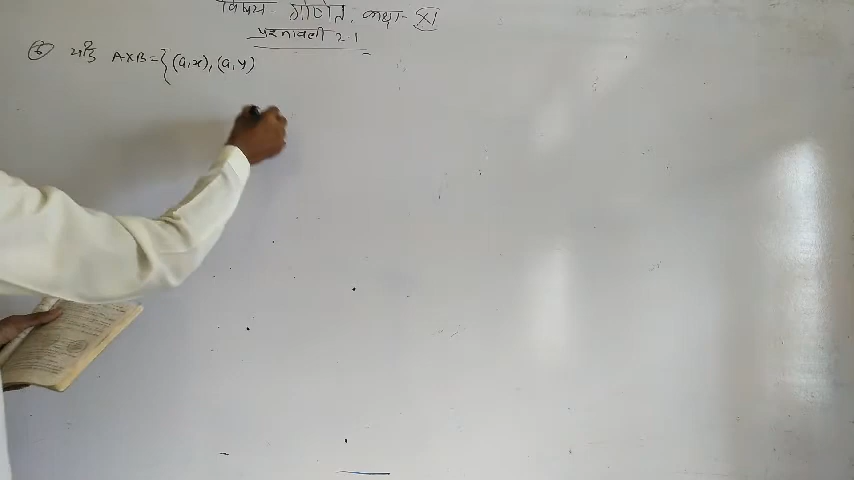 विषय- गणित, कक्षा- XI
प्रश्नावली 2.1
⑥ यदि A×B={(a,x),(a,y)